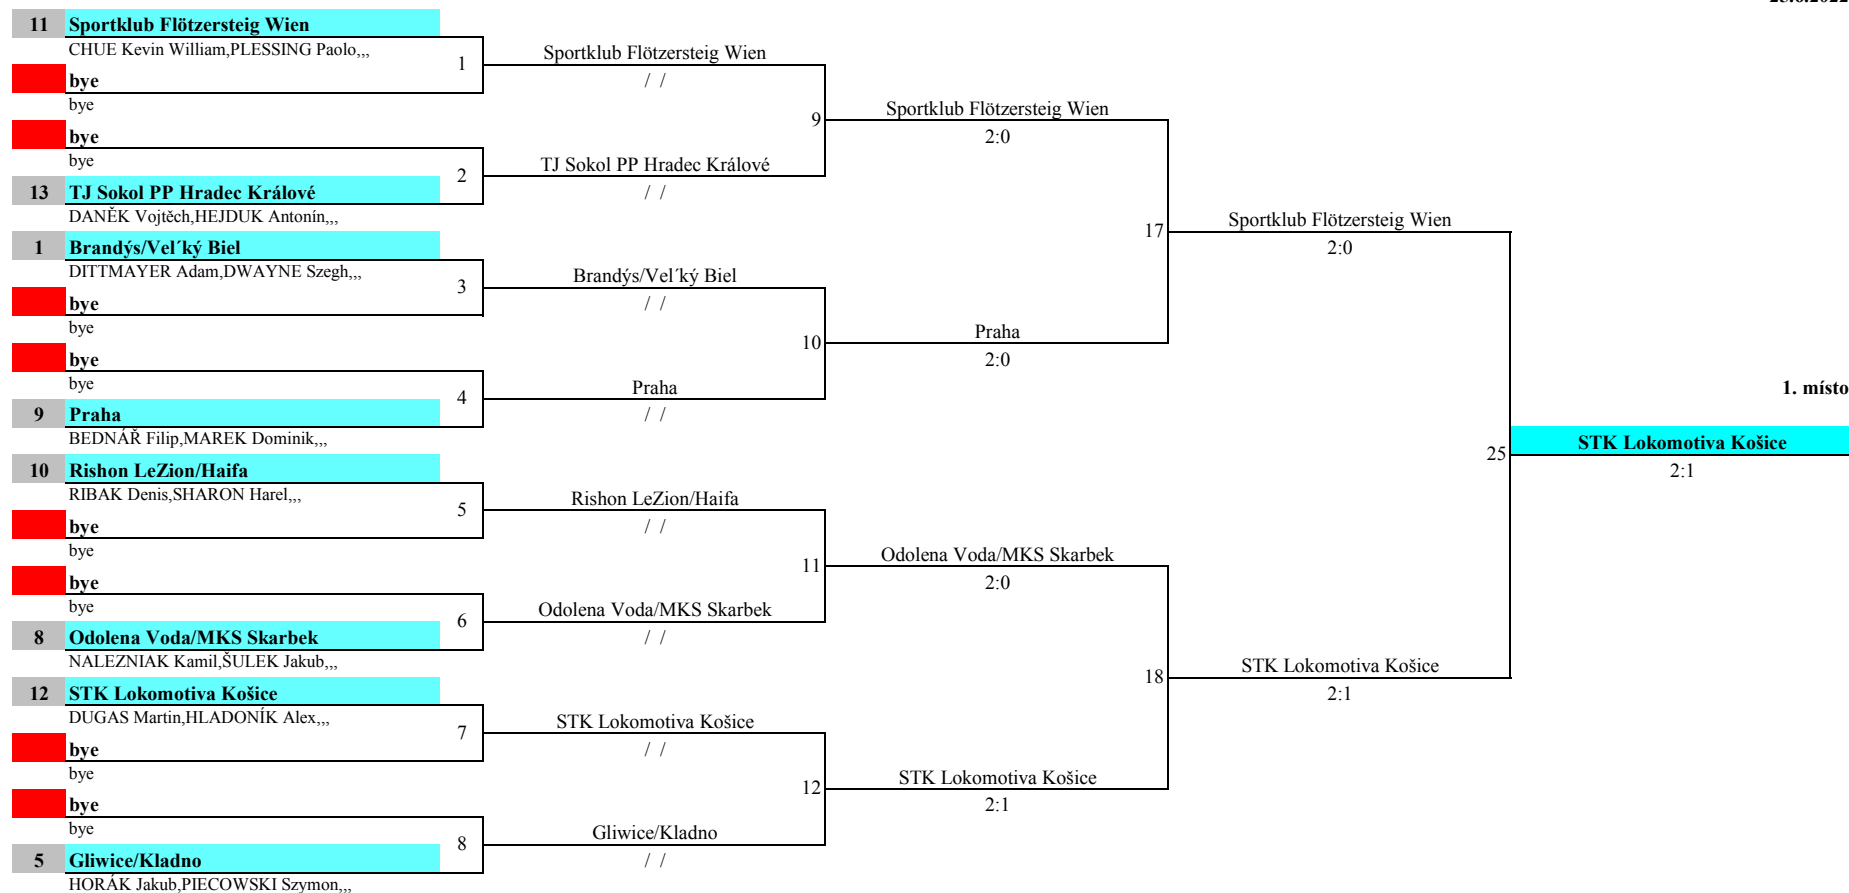 25.6.2022
11 Sportklub Flötzersteig Wien
CHUE Kevin William,PLESSING Paolo,,,
1
Sportklub Flötzersteig Wien
/ /
bye
bye
9
Sportklub Flötzersteig Wien
2:0
bye
bye
2
TJ Sokol PP Hradec Králové
/ /
13 TJ Sokol PP Hradec Králové
DANĚK Vojtěch,HEJDUK Antonín,,,
17
Sportklub Flötzersteig Wien
2:0
1 Brandýs/Vel´ký Biel
DITTMAYER Adam,DWAYNE Szegh,,,
3
Brandýs/Vel´ký Biel
/ /
bye
bye
10
Praha
2:0
bye
bye
4
Praha
/ /
9 Praha
BEDNÁŘ Filip,MAREK Dominik,,,
1. místo
25
STK Lokomotiva Košice
2:1
10 Rishon LeZion/Haifa
RIBAK Denis,SHARON Harel,,,
5
Rishon LeZion/Haifa
/ /
bye
bye
11
Odolena Voda/MKS Skarbek
2:0
bye
bye
6
Odolena Voda/MKS Skarbek
/ /
8 Odolena Voda/MKS Skarbek
NALEZNIAK Kamil,ŠULEK Jakub,,,
18
STK Lokomotiva Košice
2:1
12 STK Lokomotiva Košice
DUGAS Martin,HLADONÍK Alex,,,
7
STK Lokomotiva Košice
/ /
bye
bye
12
STK Lokomotiva Košice
2:1
bye
bye
8
Gliwice/Kladno
/ /
5 Gliwice/Kladno
HORÁK Jakub,PIECOWSKI Szymon,,,